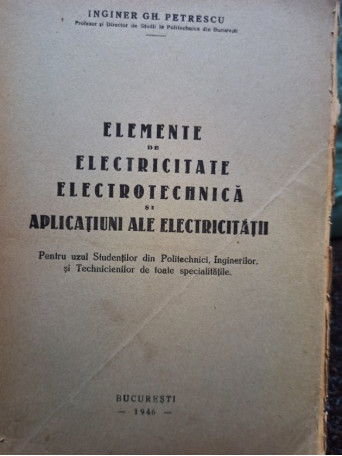 INGINER GH. PETRESCU
Profesor și Director de Studii la Politechnica din București
ELEMENTE
DE
ELECTRICITATE
ELECTROTECHNICĂ
ȘI
APLICAȚIUNI ALE ELECTRICITĂȚII
Pentru uzul Studenților din Politechnici, Inginerilor,
și Technicienilor de toate specialitățile.
BUCUREȘTI
— 1946 —